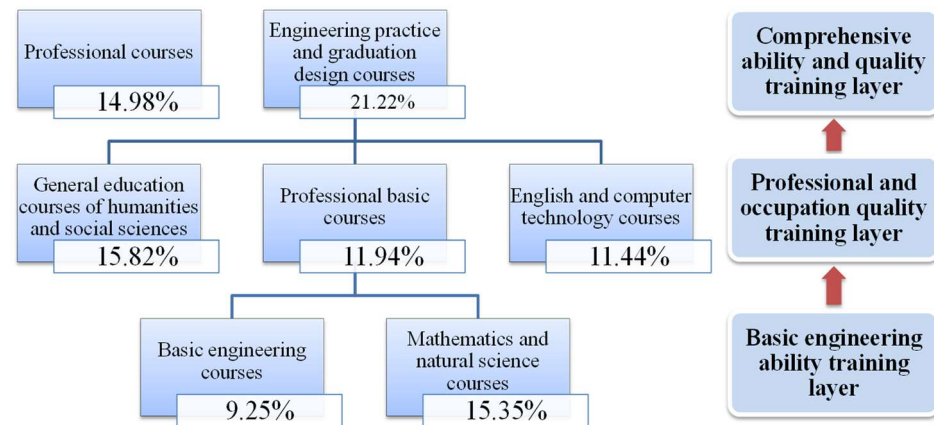 Professional courses
14.98%
Engineering practice
and graduation
design courses
21.22%
Comprehensive
ability and quality
training layer
General education
courses of humanities
and social sciences
15.82%
Professional basic
courses
11.94%
English and computer
technology courses
11.44%
Professional and
occupation quality
training layer
Basic engineering
courses
9.25%
Mathematics and
natural science
courses
15.35%
Basic engineering
ability training
layer